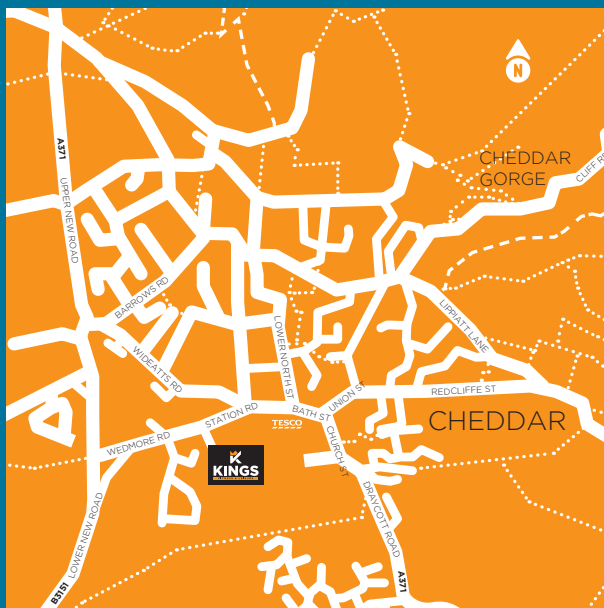 N
CHEDDAR
GORGE
CLIFF R
A371
UPPER NEW ROAD
BARROWS RD
WIDEATTS RD
LOWER NORTH ST
LIPPIATT LANE
REDCLIFFE ST
UNION ST
BATH ST
STATION RD
TESCO
CHEDDAR
CHURCH ST
WEDMORE RD
KINGS
DRAYCOTT ROAD
A371
LOWER NEW ROAD
B3151